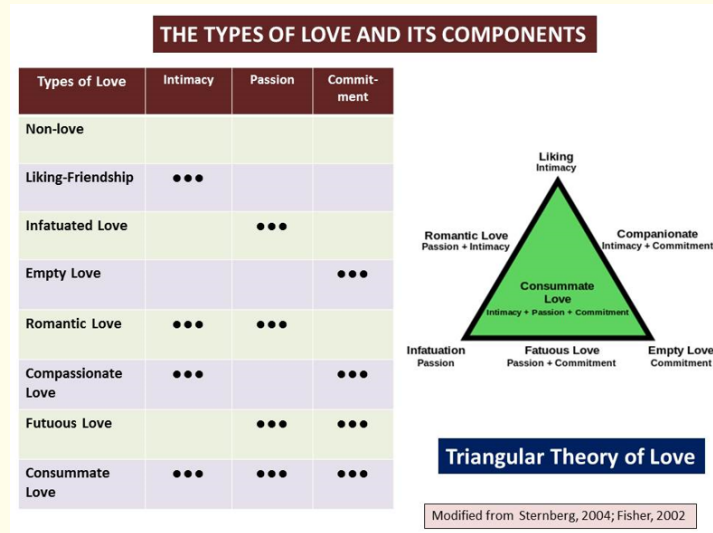 THE TYPES OF LOVE AND ITS COMPONENTS
Types of Love Intimacy Passion Commit-
ment
Non-love
Liking-Friendship ●●●
Infatuated Love ●●●
Empty Love ●●●
Romantic Love ●●● ●●●
Compassionate
Love ●●● ●●●
Futuous Love ●●● ●●●
Consummate
Love ●●● ●●● ●●●
Liking
Intimacy
Romantic Love
Passion + Intimacy
Companionate
Intimacy + Commitment
Consummate
Love
Intimacy + Passion + Commitment
Infatuation
Passion
Fatuous Love
Passion + Commitment
Empty Love
Commitment
Triangular Theory of Love
Modified from Sternberg, 2004; Fisher, 2002